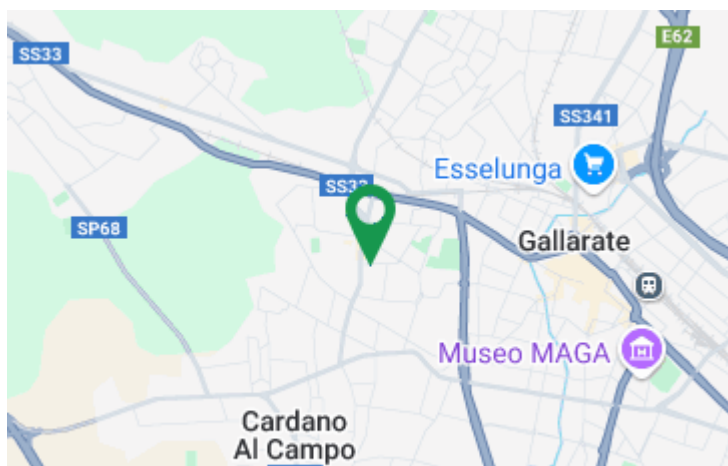 SS33
E62
SS341
Esselunga
SS33
SP68
Gallarate
Museo MAGA
Cardano
Al Campo